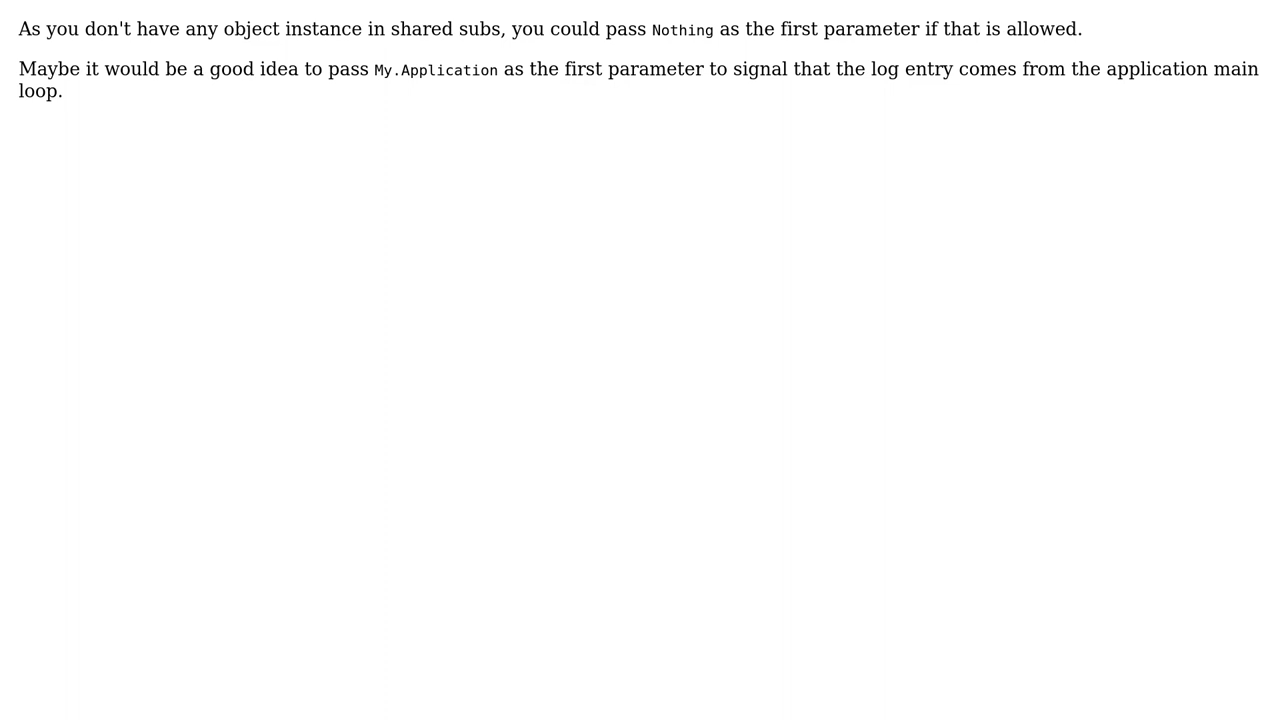 As you don't have any object instance in shared subs, you could pass Nothing as the first parameter if that is allowed.
Maybe it would be a good idea to pass My.Application as the first parameter to signal that the log entry comes from the application main
loop.